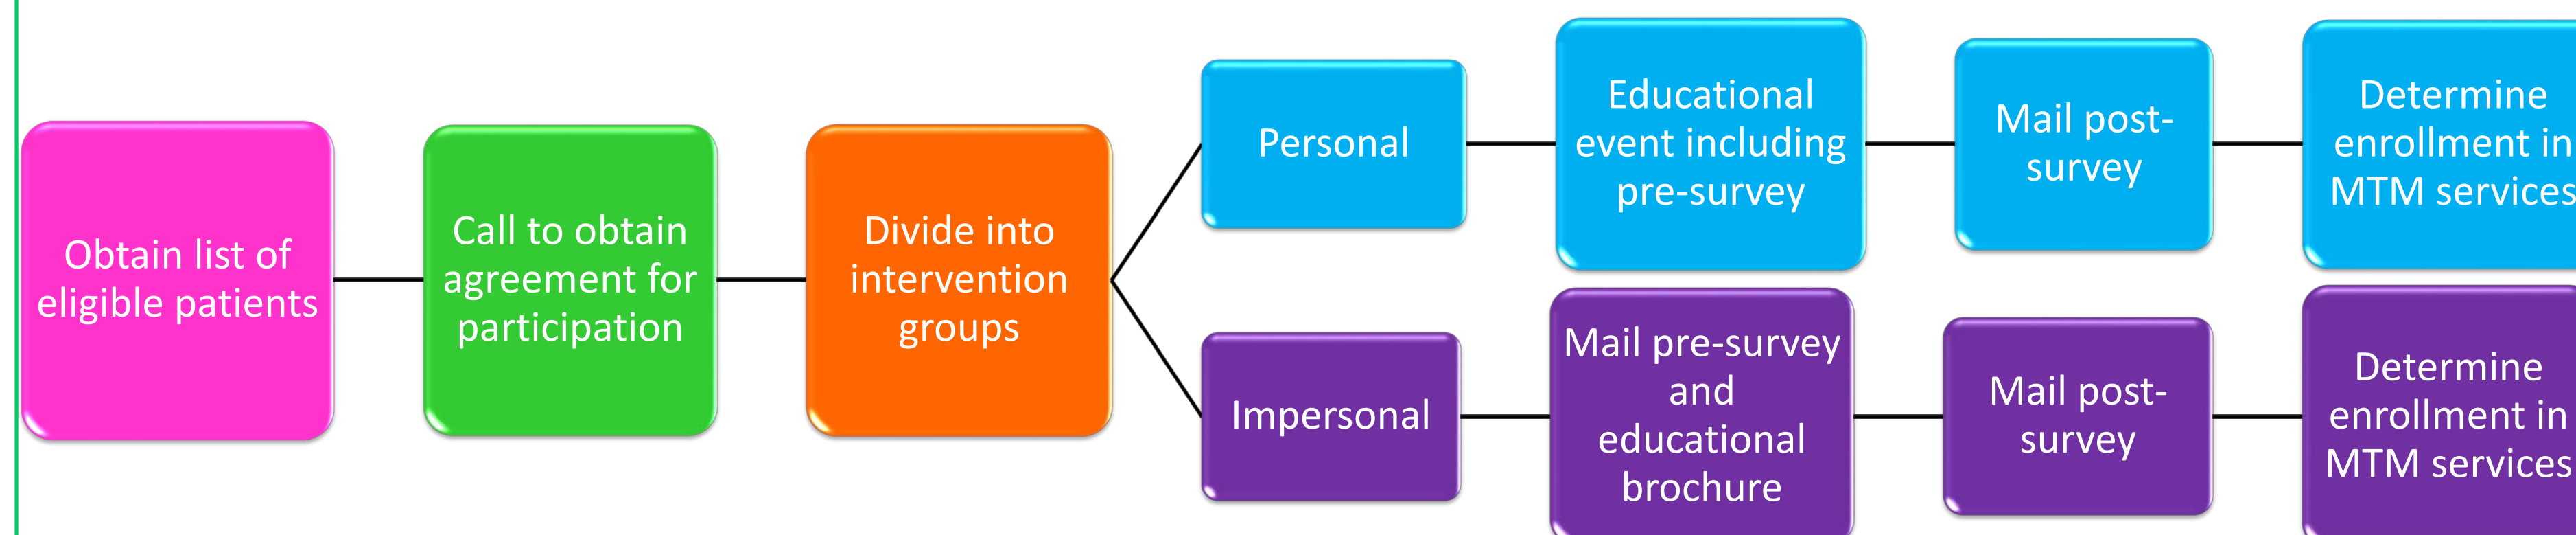 Obtain list of
eligible patients
Call to obtain
agreement for
participation
Divide into
intervention
groups
Personal
Educational
event including
pre-survey
Mail post-
survey
Determine
enrollment in
MTM services
Impersonal
Mail pre-survey
and
educational
brochure
Mail post-
survey
Determine
enrollment in
MTM services